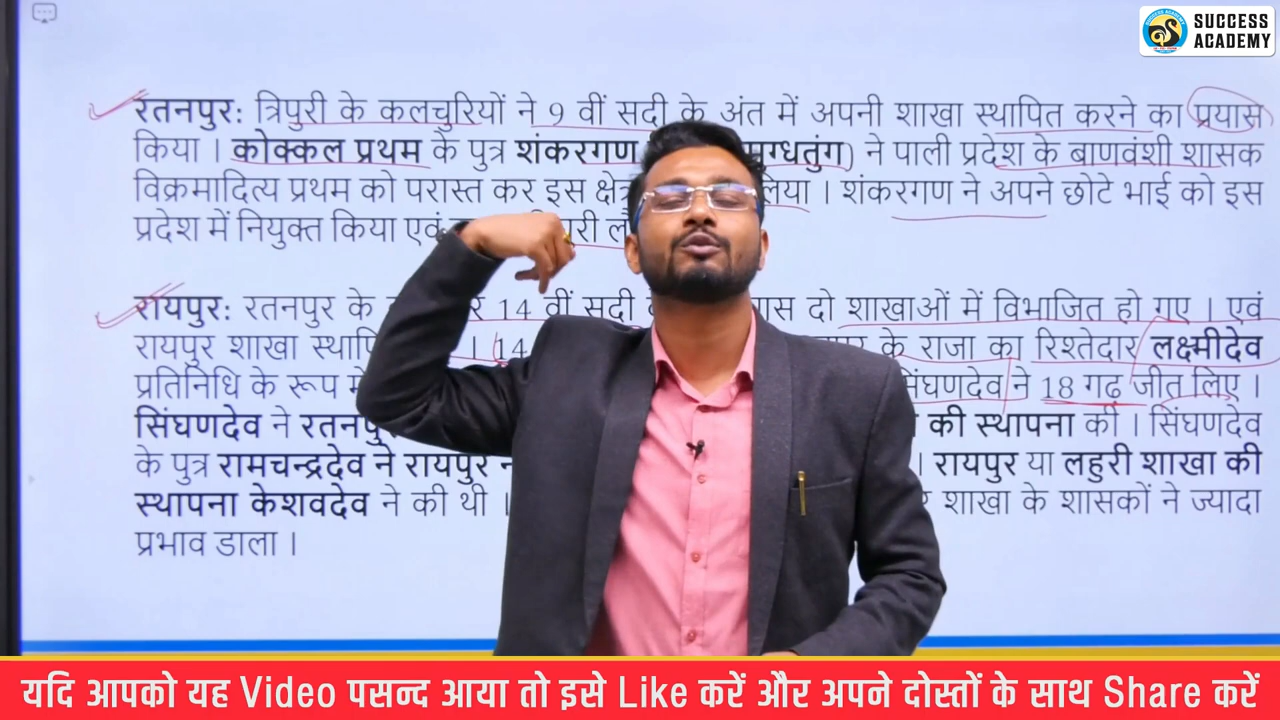 SUCCESS
ACADEMY
रतनपुर: त्रिपुरी के कलचुरियों ने 9 वीं सदी के अंत में अपनी शाखा स्थापित करने का प्रयास
किया । कोक्कल प्रथम के पुत्र शंकरगण मुग्धतुंग) ने पाली प्रदेश के बाणवंशी शासक
विक्रमादित्य प्रथम को परास्त कर इस लिया । शंकरगण ने अपने छोटे भाई को इस
प्रदेश में नियुक्त किया एवं
रायपुर: रतनपुर के 14 वीं सदी दो शाखाओं में विभाजित हो गए । एवं
रायपुर शाखा । 14 के राजा का रिश्तेदार लक्ष्मीदेव
प्रतिनिधि के रूप सिंघणदेव ने 18 गढ़ जीत लिए ।
सिंघणदेव ने की स्थापना की । सिंघणदेव
के पुत्र रामचन्द्रदेव ने रायपुर । रायपुर या लहुरी शाखा की
स्थापना केशवदेव ने की थी । शाखा के शासकों ने ज्यादा
प्रभाव डाला ।
यदि आपको यह Video पसन्द आया तो इसे Like करें और अपने दोस्तों के साथ Share करें